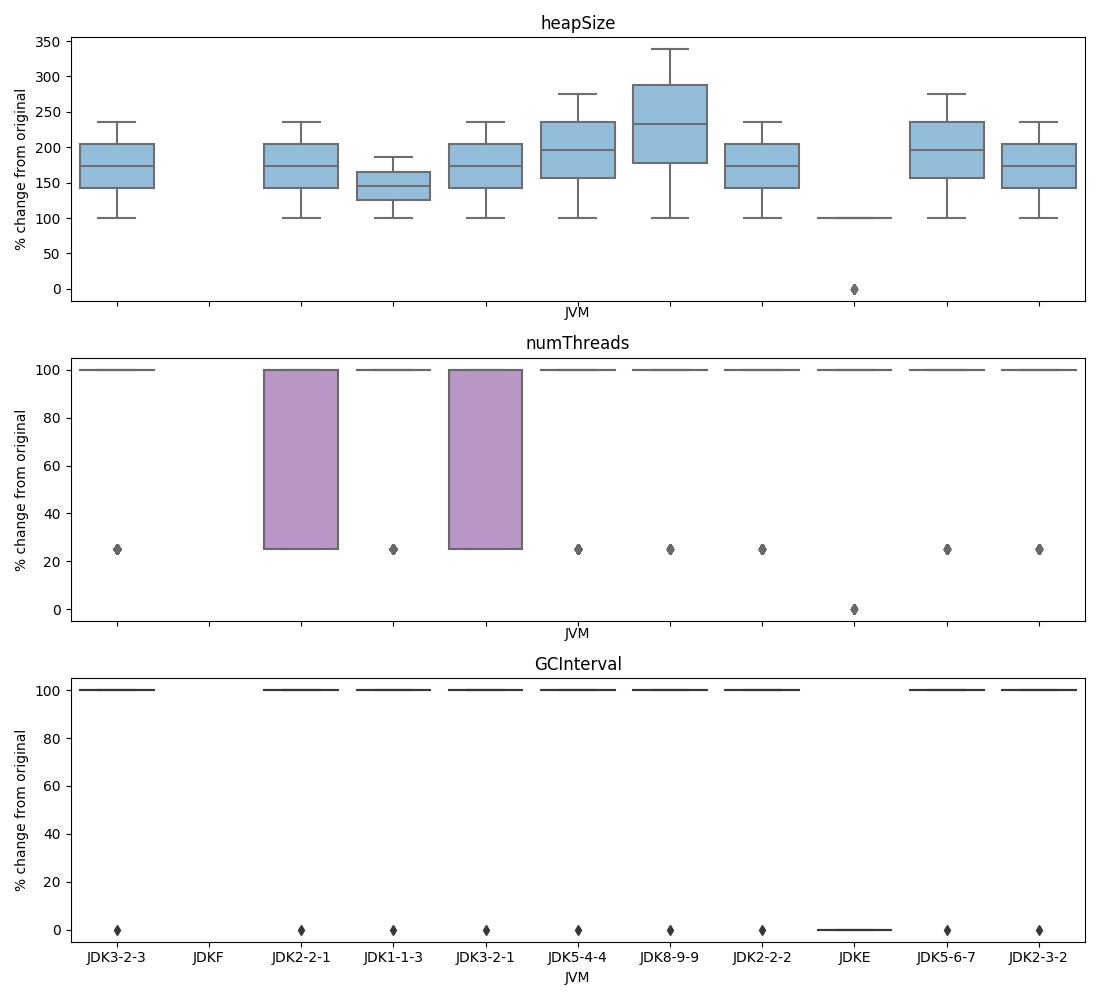 heapSize
% change from original
350
300
250
200
150
100
50
0
JVM
numThreads
% change from original
100
80
60
40
20
0
JVM
GCInterval
% change from original
100
80
60
40
20
0
JDK3-2-3 JDKF JDK2-2-1 JDK1-1-3 JDK3-2-1 JDK5-4-4 JDK8-9-9 JDK2-2-2 JDKE JDK5-6-7 JDK2-3-2
JVM